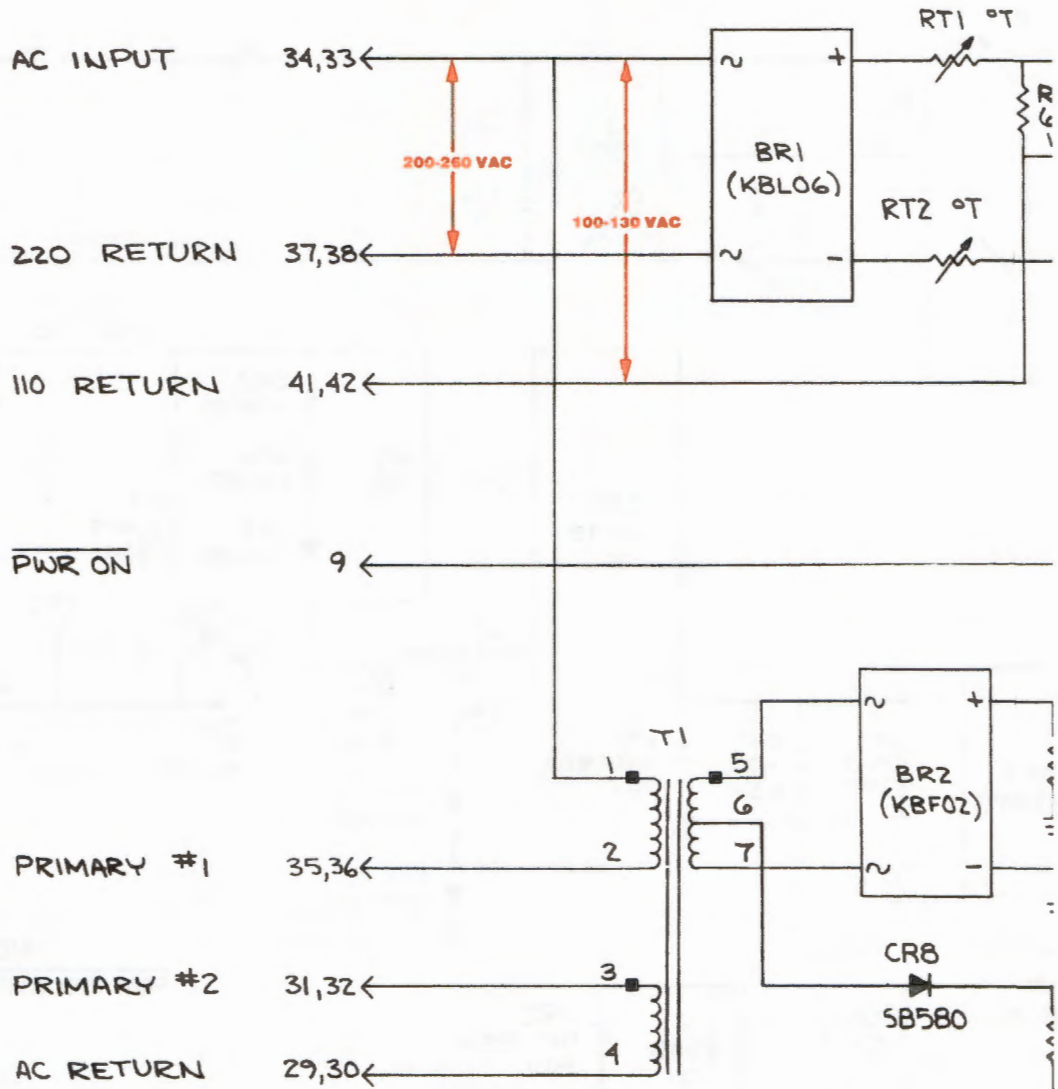 RT1 °T
AC INPUT 34,33
~ +
200-260 VAC
BR1
(KBL06)
100-130 VAC
RT2 °T
220 RETURN 37,38
~ -
110 RETURN 41,42
PWR ON 9
T1
~ +
1 5
BR2
(KBF02)
6
2 7
PRIMARY #1 35,36
~ -
CR8
PRIMARY #2 31,32
3
SB580
4
AC RETURN 29,30